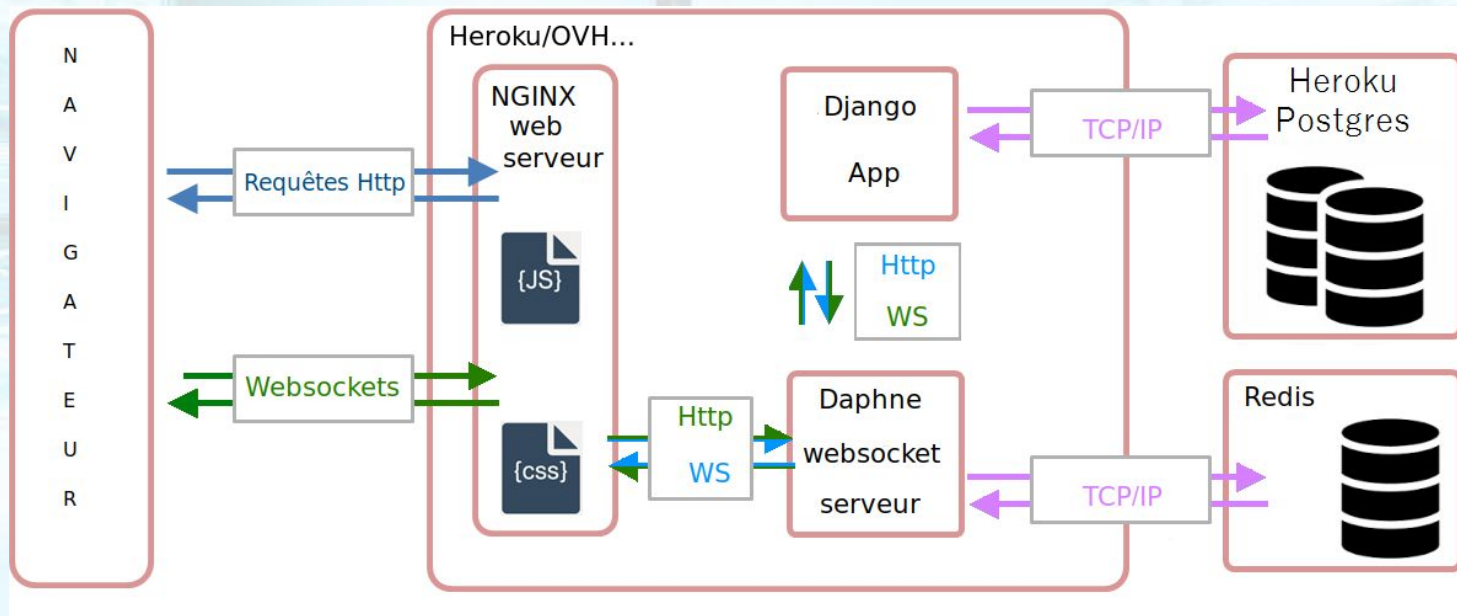 N
A
V
I
G
A
T
E
U
R
Heroku/OVH...
NGINX
web
serveur
{JS}
{css}
Requêtes Http
Websockets
Http
WS
Django
App
Http
WS
Daphne
websocket
serveur
TCP/IP
TCP/IP
Heroku
Postgres
Redis